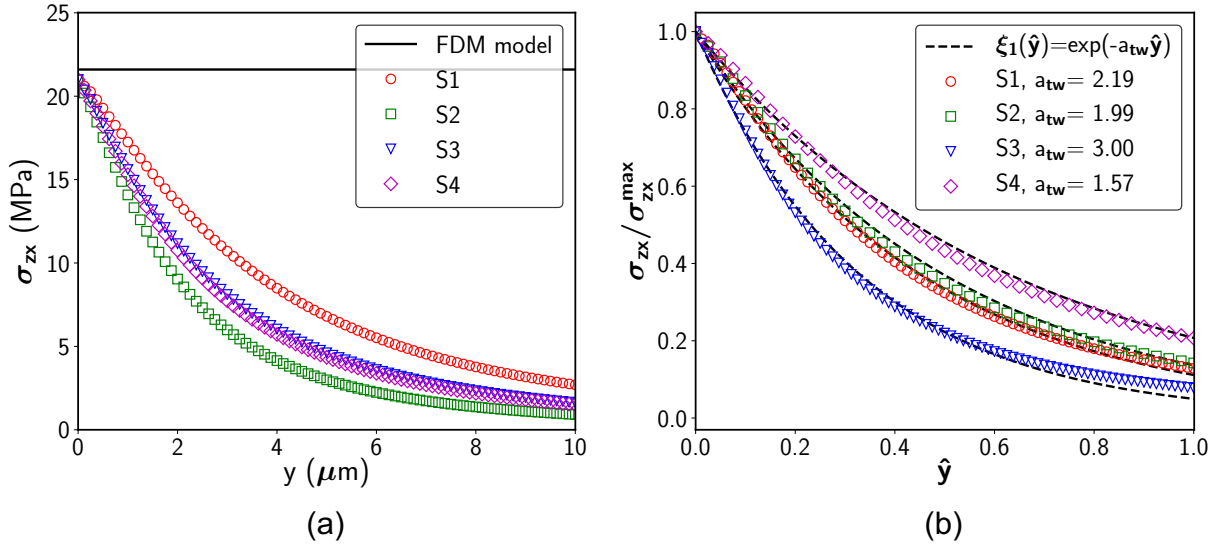 25
20
15
10
5
0
0
2
4
6
8
10
σzx (MPa)
y (μm)
FDM model
S1
S2
S3
S4
(a)
1.0
0.8
0.6
0.4
0.2
0.0
0.0
0.2
0.4
0.6
0.8
1.0
σzx/σzx^max
ŷ
ξ1(ŷ)=exp(-atwŷ)
S1, atw= 2.19
S2, atw= 1.99
S3, atw= 3.00
S4, atw= 1.57
(b)